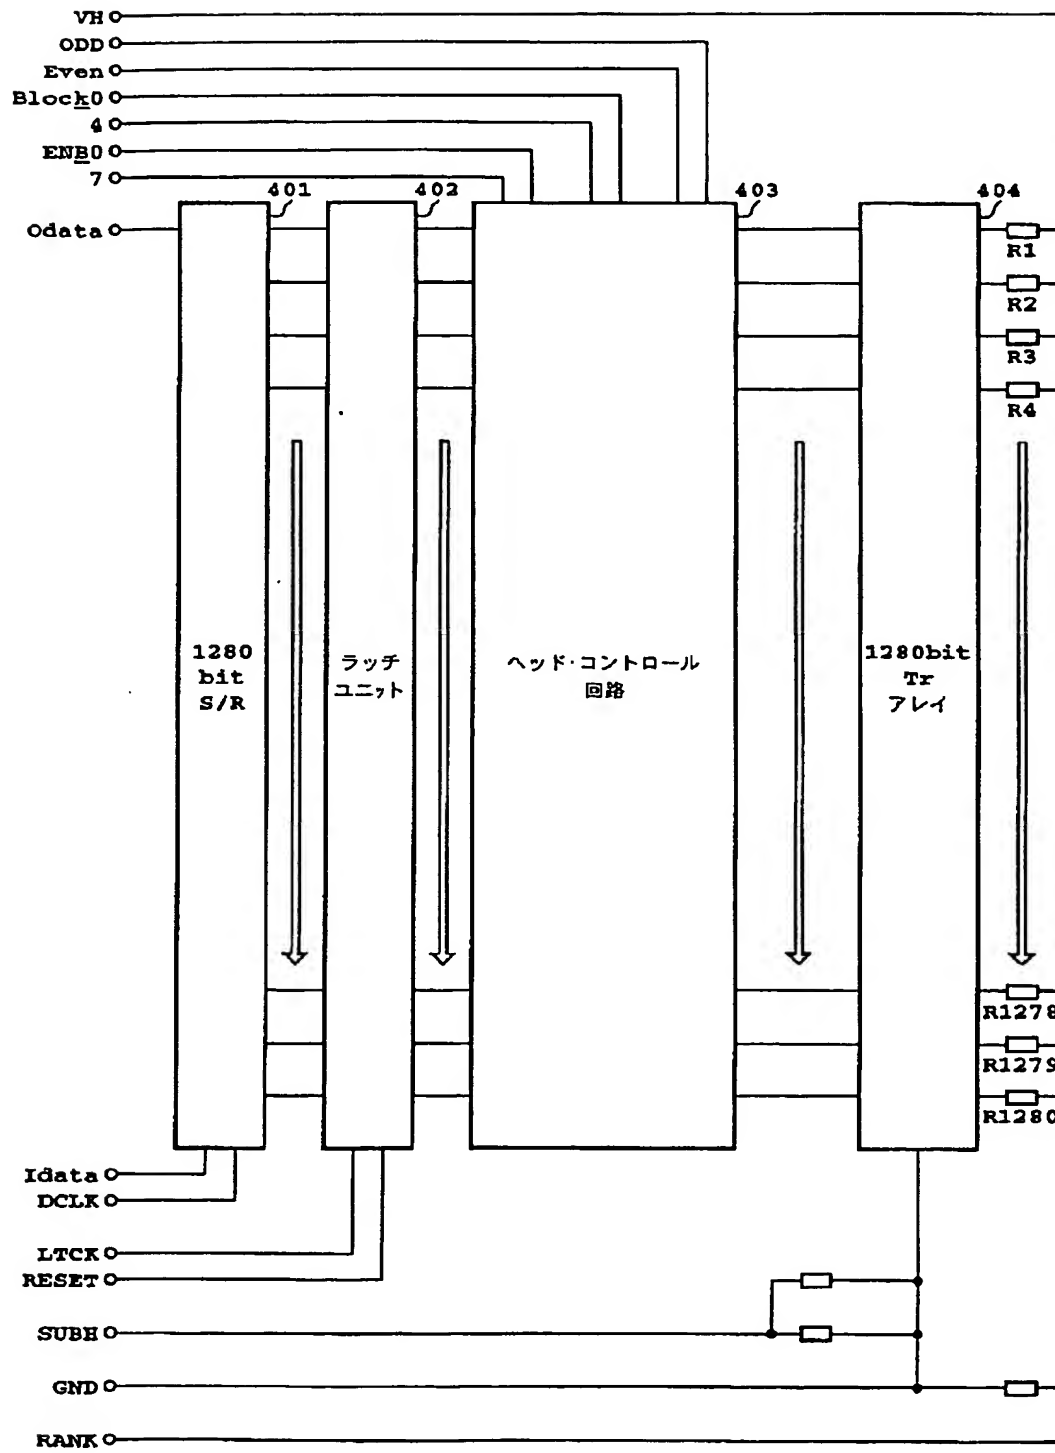 VH
ODD
Even
Block0
4
ENB0
7
401
402
403
404
Odata
R1
R2
R3
R4
1280
bit
S/R
ラッチ
ユニット
ヘッド・コントロール
回路
1280bit
Tr
アレイ
R1278
R1279
R1280
Idata
DCLK
LTCK
RESET
SUBH
GND
RANK